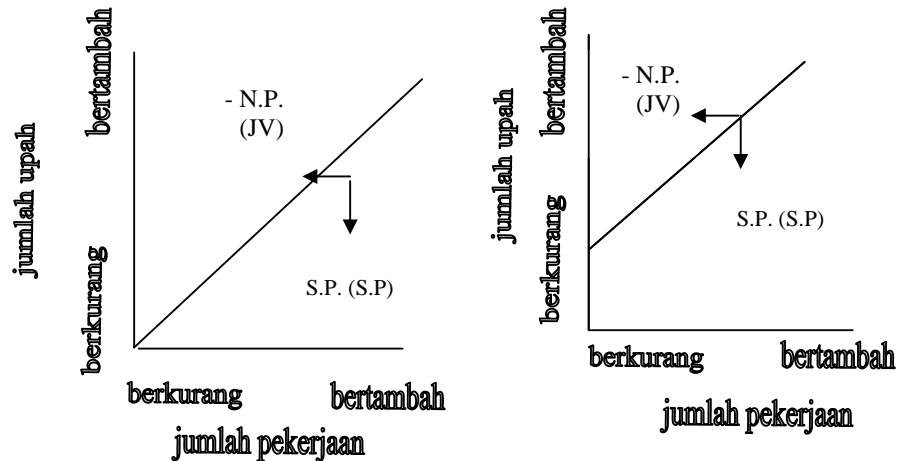 jumlah upah
bertambah
berkurang
- N.P.
(JV)
S.P. (S.P)
berkurang
bertambah
jumlah pekerjaan
jumlah upah
bertambah
berkurang
- N.P.
(JV)
S.P. (S.P)
berkurang
bertambah
jumlah pekerjaan